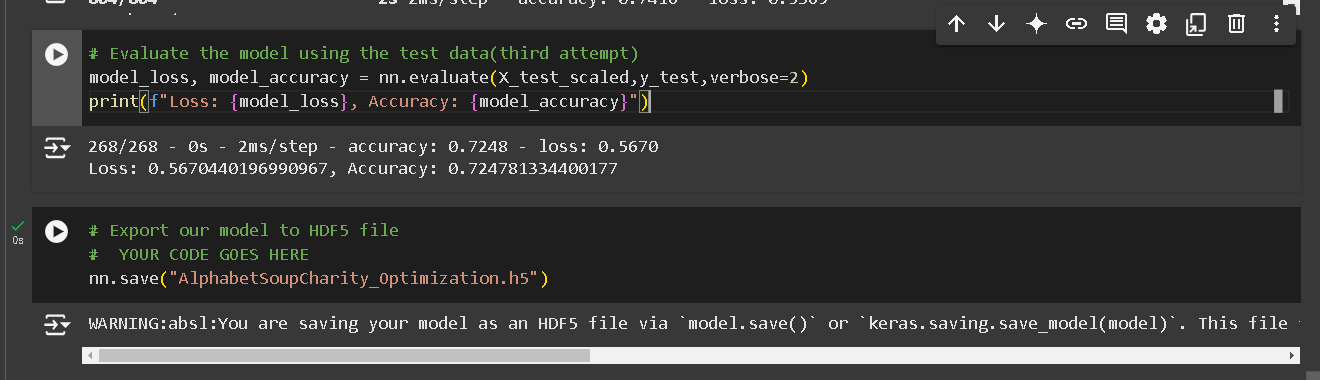 2s 2ms/step - accuracy: 0.7410 - loss: 0.5509
# Evaluate the model using the test data(third attempt)
model_loss, model_accuracy = nn.evaluate(X_test_scaled,y_test,verbose=2)
print(f"Loss: {model_loss}, Accuracy: {model_accuracy}")
268/268 - 0s - 2ms/step - accuracy: 0.7248 - loss: 0.5670
Loss: 0.5670440196990967, Accuracy: 0.724781334400177
# Export our model to HDF5 file
#  YOUR CODE GOES HERE
0s
nn.save("AlphabetSoupCharity_Optimization.h5")
WARNING:absl:You are saving your model as an HDF5 file via `model.save()` or `keras.saving.save_model(model)`. This file